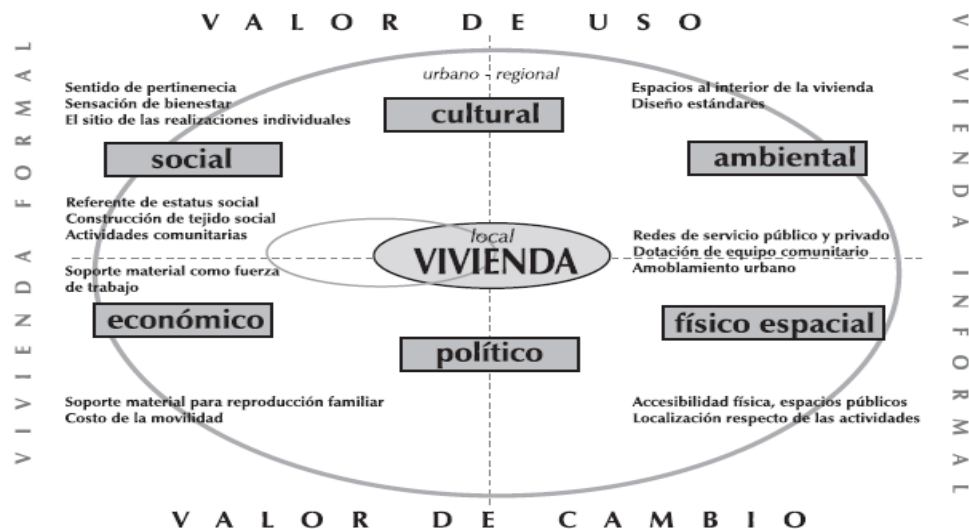 VALOR DE USO
VIVIENDA FORMAL
VIVIENDA INFORMAL
urbano - regional
cultural
Sentido de pertinenecia
Sensación de bienestar
El sitio de las realizaciones individuales
social
Espacios al interior de la vivienda
Diseño estándares
ambiental
Referente de estatus social
Construcción de tejido social
Actividades comunitarias
local
VIVIENDA
Redes de servicio público y privado
Dotación de equipo comunitario
Amoblamiento urbano
Soporte material como fuerza
de trabajo
económico
político
físico espacial
Soporte material para reproducción familiar
Costo de la movilidad
Accesibilidad física, espacios públicos
Localización respecto de las actividades
VALOR DE CAMBIO